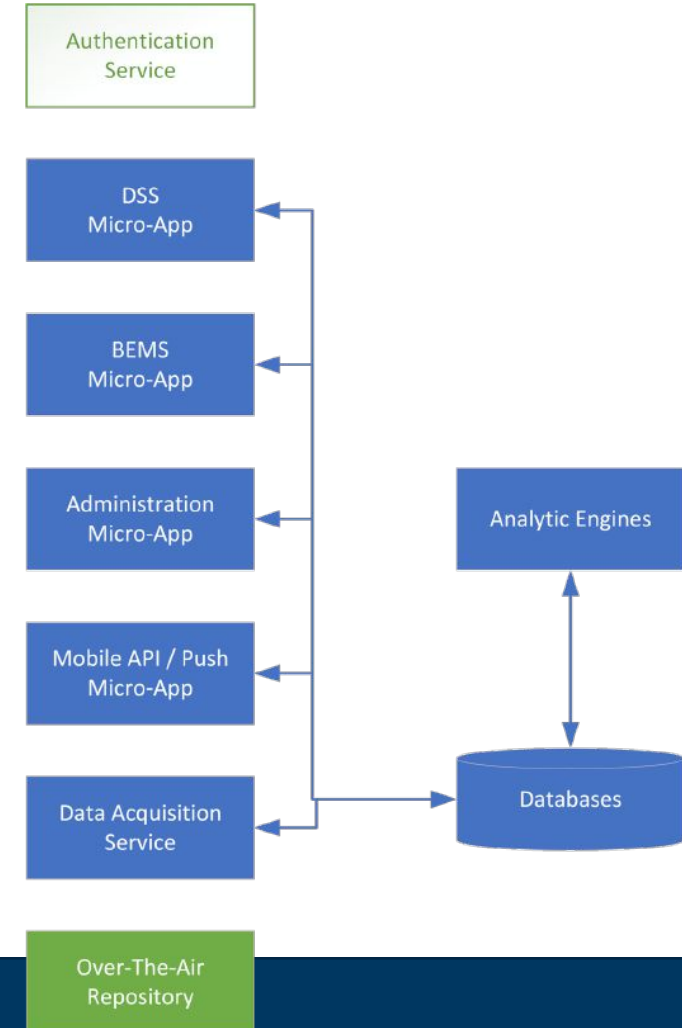 Authentication
Service
DSS
Micro-App
BEMS
Micro-App
Administration
Micro-App
Analytic Engines
Mobile API / Push
Micro-App
Data Acquisition
Service
Databases
Over-The-Air
Repository